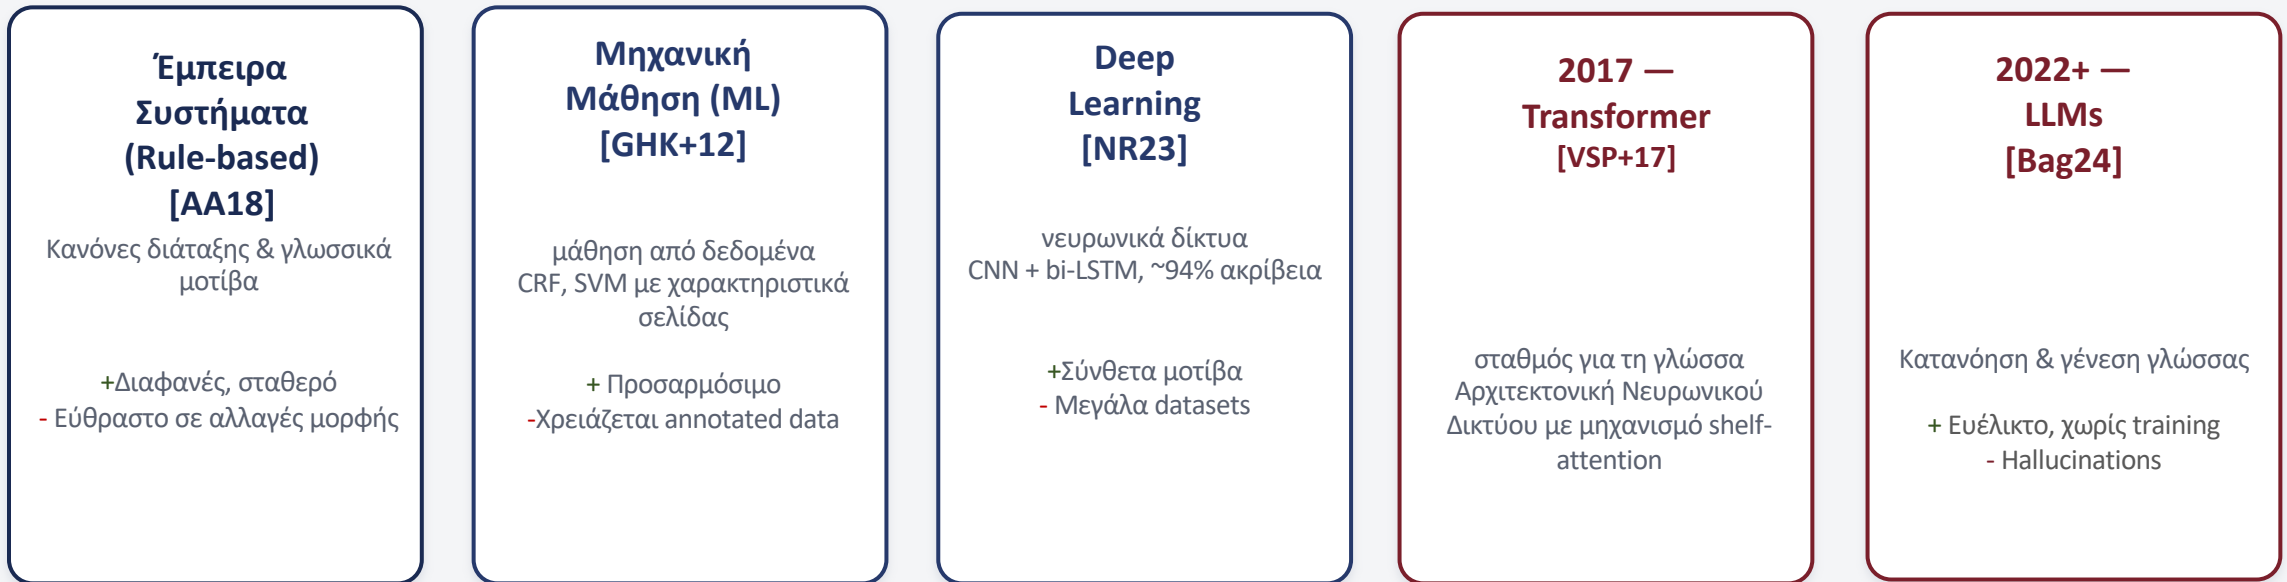 Έμπειρα
Συστήματα
(Rule-based)
[AA18]
Κανόνες διάταξης & γλωσσικά
μοτίβα
+Διαφανές, σταθερό
- Εύθραστο σε αλλαγές μορφής
Μηχανική
Μάθηση (ML)
[GHK+12]
μάθηση από δεδομένα
CRF, SVM με χαρακτηριστικά
σελίδας
+ Προσαρμόσιμο
-Χρειάζεται annotated data
Deep
Learning
[NR23]
νευρωνικά δίκτυα
CNN + bi-LSTM, ~94% ακρίβεια
+Σύνθετα μοτίβα
- Μεγάλα datasets
2017 —
Transformer
[VSP+17]
σταθμός για τη γλώσσα
Αρχιτεκτονική Νευρωνικού
Δικτύου με μηχανισμό shelf-
attention
2022+ —
LLMs
[Bag24]
Κατανόηση & γένεση γλώσσας
+ Ευέλικτο, χωρίς training
- Hallucinations